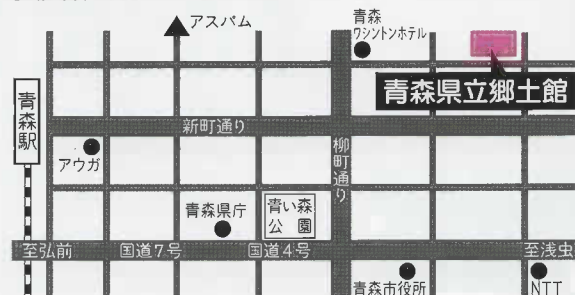 アスパム
青森
ワシントンホテル
青森県立郷土館
青森駅
新町通り
アウガ
柳町通り
青森県庁
青い森
公園
至弘前
国道7号
国道4号
至浅虫
青森市役所
NTT